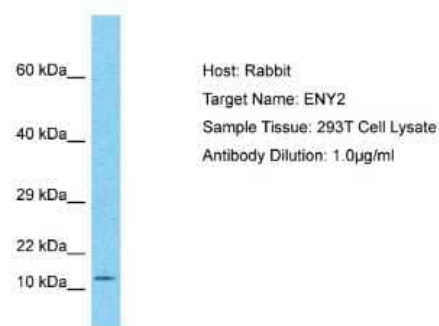 60 kDa
40 kDa
29 kDa
22 kDa
10 kDa
Host: Rabbit
Target Name: ENY2
Sample Tissue: 293T Cell Lysate
Antibody Dilution: 1.0µg/ml